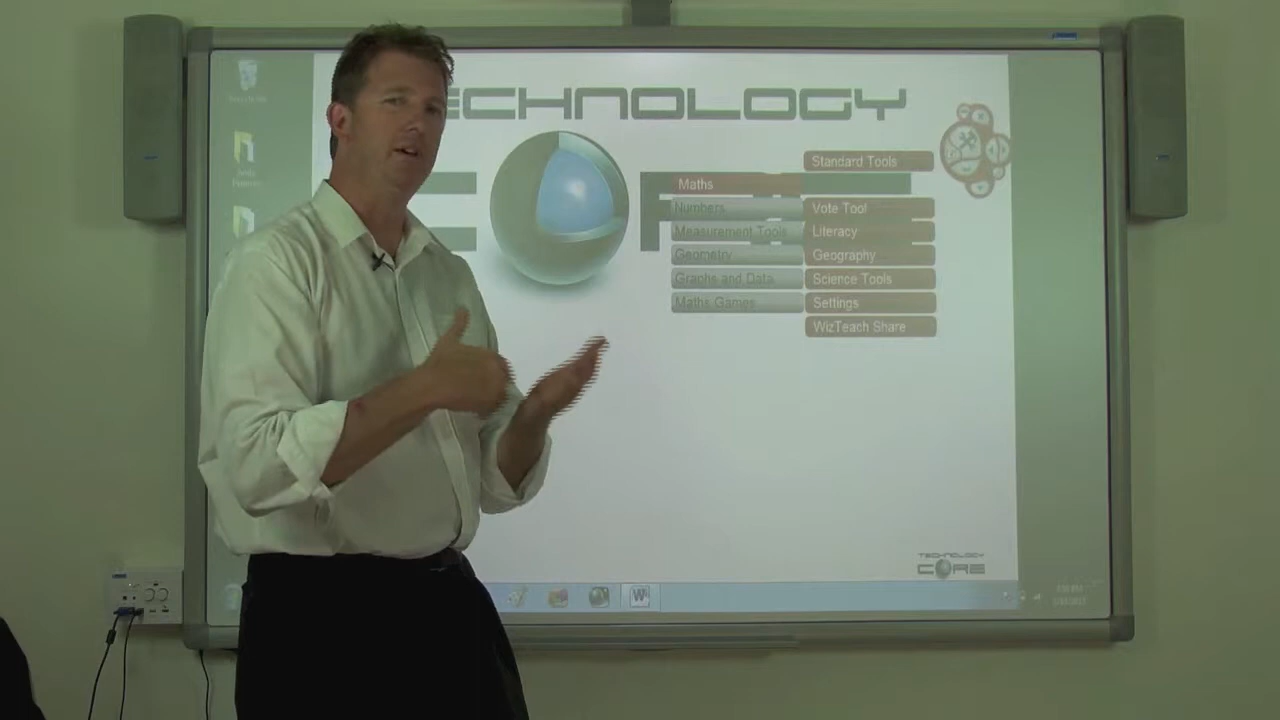 TECHNOLOGY
Standard Tools
Maths
Numbers
Vote Tool
Measurement Tools
Literacy
Geometry
Geography
Graphs and Data
Science Tools
Maths Games
Settings
WizTeach Share
TECHNOLOGY
CORE